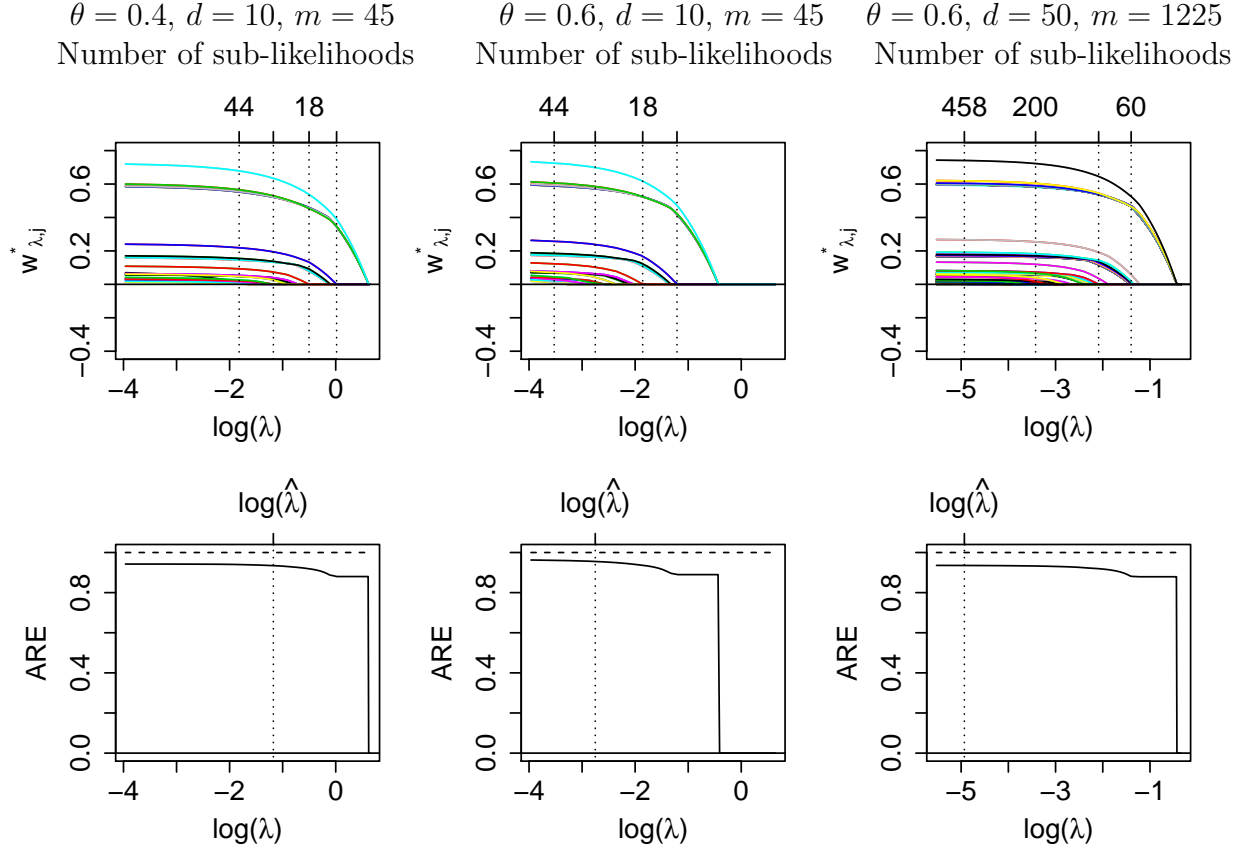 θ = 0.4, d = 10, m = 45
Number of sub-likelihoods
44 18
w*λ,j
−0.4 0.2 0.6
−4 −2 0
log(λ)
θ = 0.6, d = 10, m = 45
Number of sub-likelihoods
44 18
w*λ,j
−0.4 0.2 0.6
−4 −2 0
log(λ)
θ = 0.6, d = 50, m = 1225
Number of sub-likelihoods
458 200 60
w*λ,j
−0.4 0.2 0.6
−5 −3 −1
log(λ)
log(λ̂)
ARE
0.0 0.4 0.8
−4 −2 0
log(λ)
log(λ̂)
ARE
0.0 0.4 0.8
−4 −2 0
log(λ)
log(λ̂)
ARE
0.0 0.4 0.8
−5 −3 −1
log(λ)